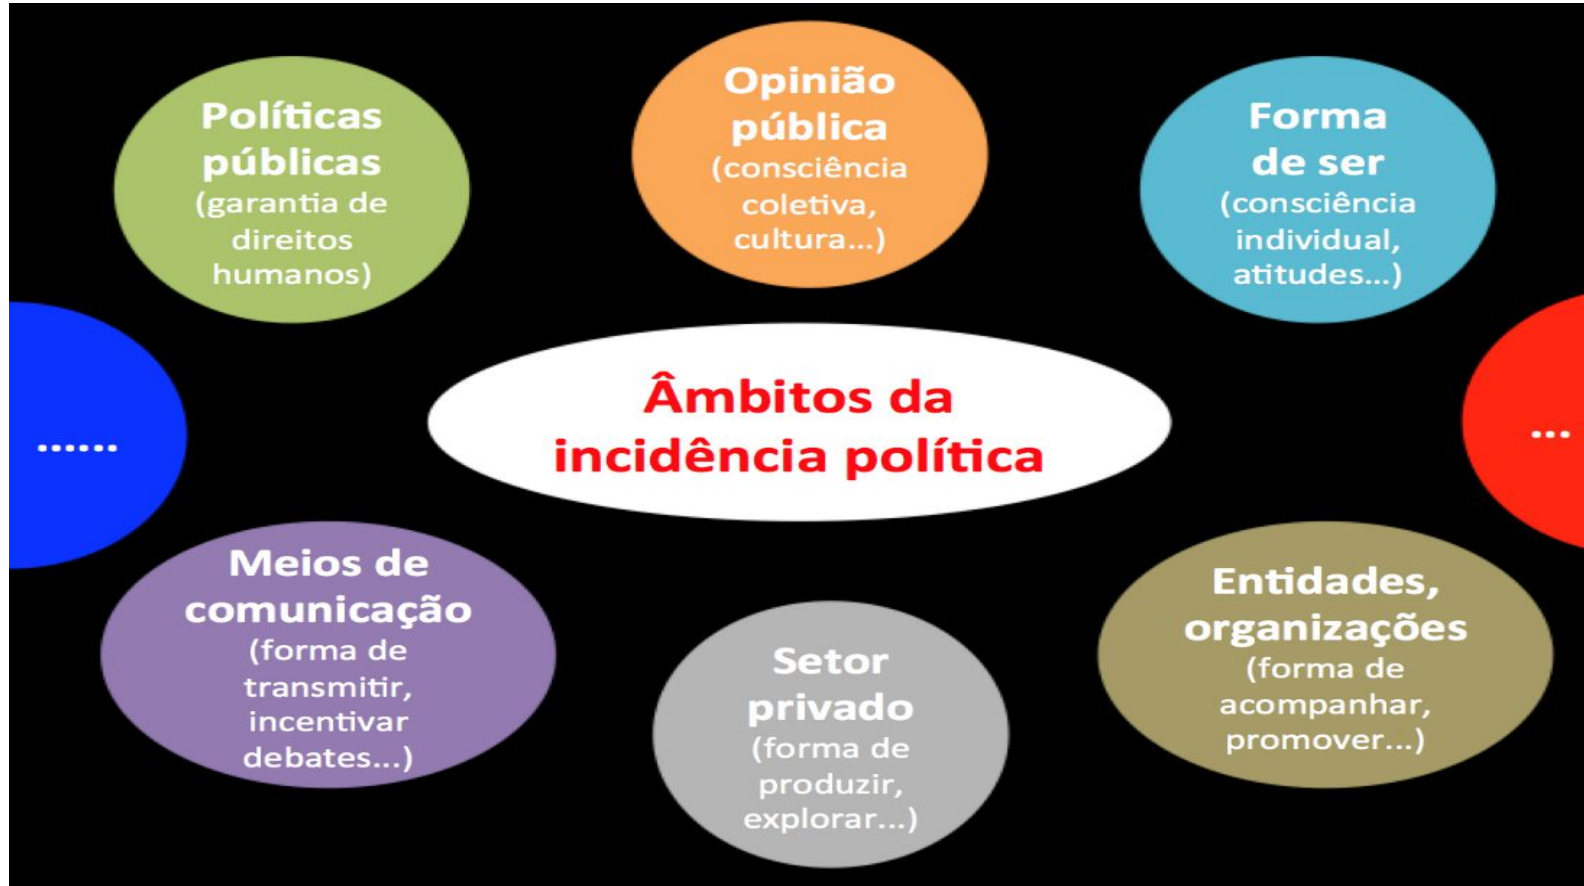 Políticas
públicas
(garantia de
direitos
humanos)
Opinião
pública
(consciência
coletiva,
cultura...)
Forma
de ser
(consciência
individual,
atitudes...)
......
Âmbitos da
incidência política
...
Meios de
comunicação
(forma de
transmitir,
incentivar
debates...)
Setor
privado
(forma de
produzir,
explorar...)
Entidades,
organizações
(forma de
acompanhar,
promover...)